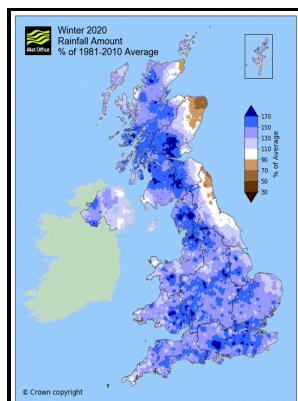 Met Office
Winter 2020
Rainfall Amount
% of 1981-2010 Average
170
150
130
110
90
70
50
30
% of Average
© Crown copyright